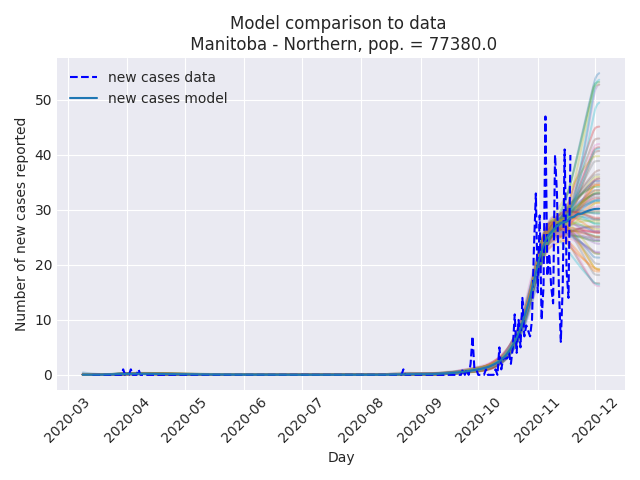 Model comparison to data
Manitoba - Northern, pop. = 77380.0
new cases data
new cases model
Number of new cases reported
50
40
30
20
10
0
2020-03
2020-04
2020-05
2020-06
2020-07
2020-08
2020-09
2020-10
2020-11
2020-12
Day